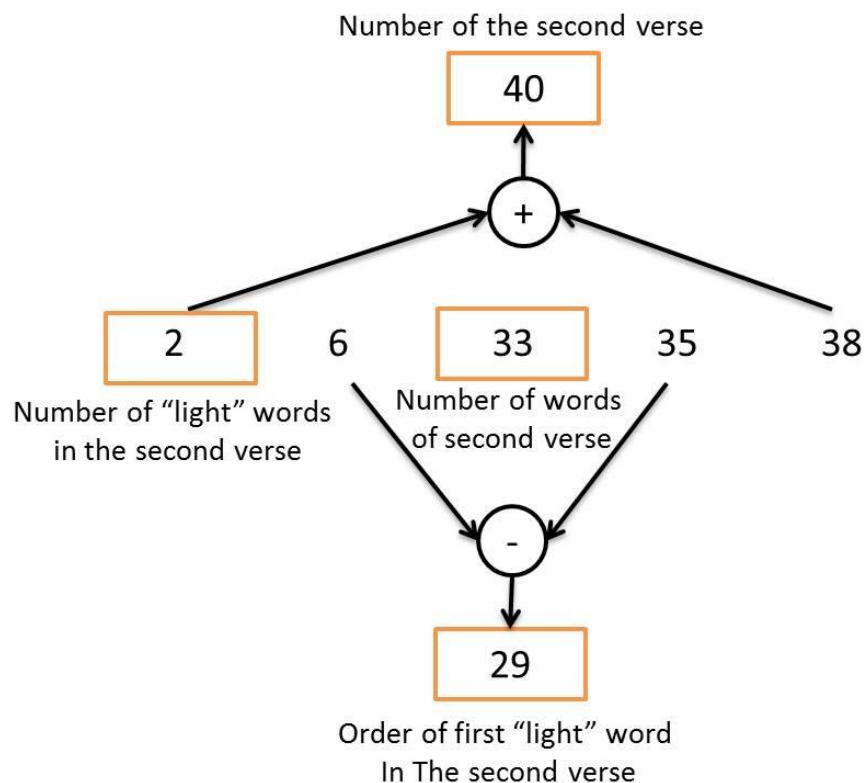 Number of the second verse
40
+
2 6 33 35 38
Number of “light” words
in the second verse
Number of words
of second verse
-
29
Order of first “light” word
In The second verse